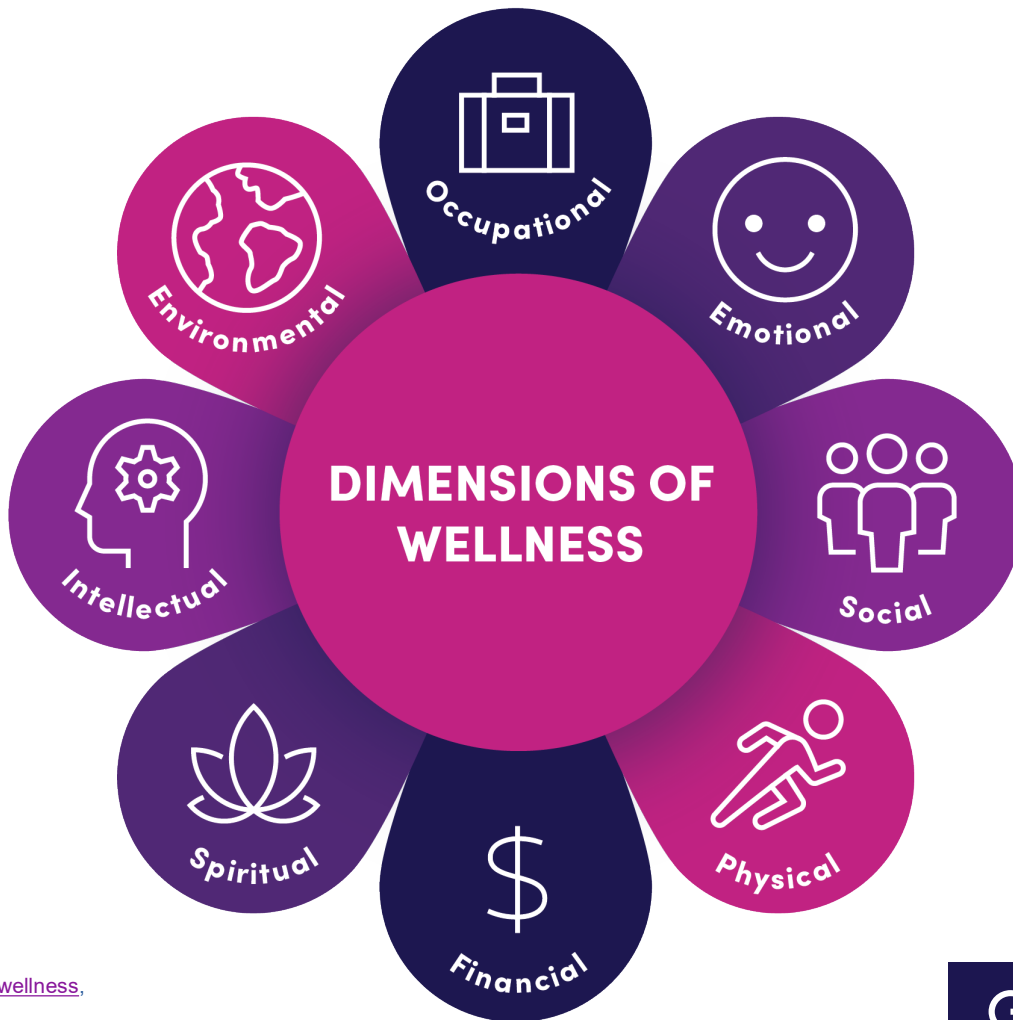 Occupational
Emotional
Social
Physical
Financial
Spiritual
Intellectual
Environmental
DIMENSIONS OF
WELLNESS
wellness,